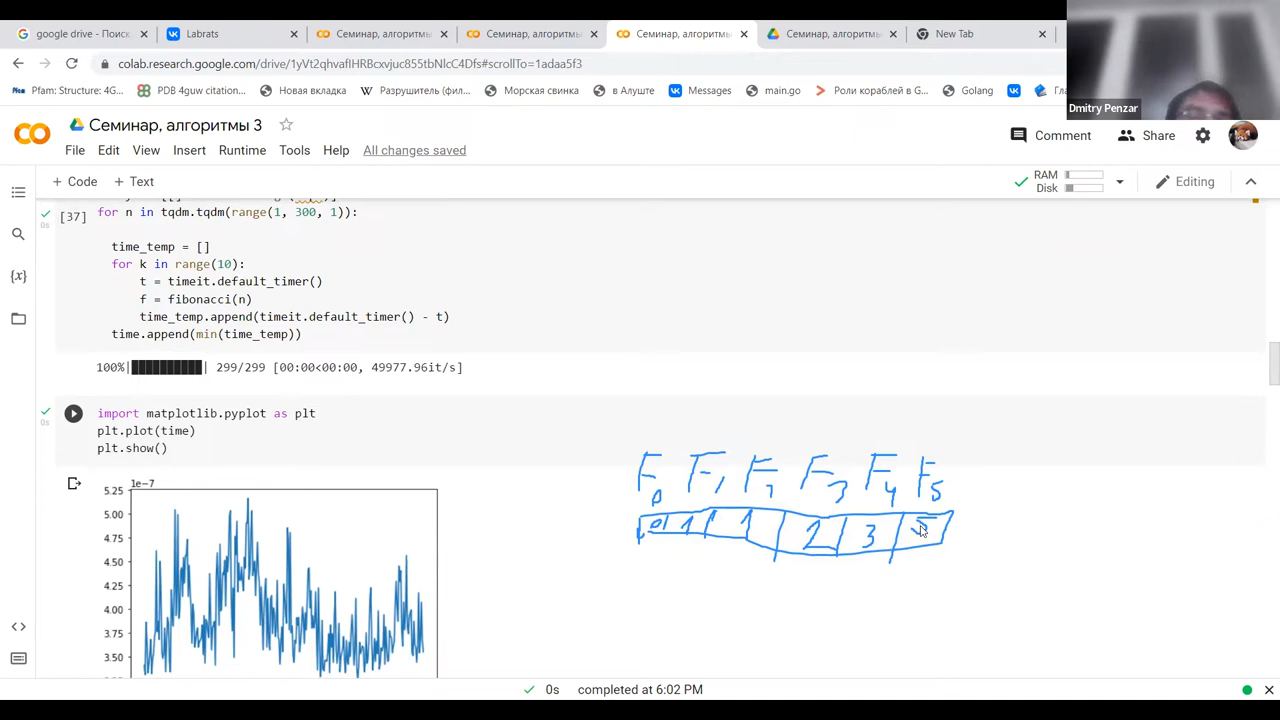 google drive - Поиск
Labrats
Семинар, алгоритмы
Семинар, алгоритмы
Семинар, алгоритмы
Семинар, алгоритмы
New Tab
colab.research.google.com/drive/1yVt2qhvaflHRBcxvjuc855tbNlcC4Dfs#scrollTo=1adaa5f3
Pfam: Structure: 4G...
PDB 4guw citation...
Новая вкладка
Разрушитель (фил...
Морская свинка
в Алуште
Messages
main.go
Роли кораблей в G...
Golang
Dmitry Penzar
Семинар, алгоритмы 3
File Edit View Insert Runtime Tools Help All changes saved
Comment Share
+ Code + Text
RAM
Disk
Editing
[37] for n in tqdm.tqdm(range(1, 300, 1)):
0s
time_temp = []
for k in range(10):
t = timeit.default_timer()
f = fibonacci(n)
time_temp.append(timeit.default_timer() - t)
time.append(min(time_temp))
100%| | 299/299 [00:00<00:00, 49977.96it/s]
import matplotlib.pyplot as plt
0s
plt.plot(time)
plt.show()
1e-7
5.25
5.00
4.75
4.50
4.25
4.00
3.75
3.50
F0 F1 F2 F3 F4 F5
0 1 1 2 3 5
0s completed at 6:02 PM